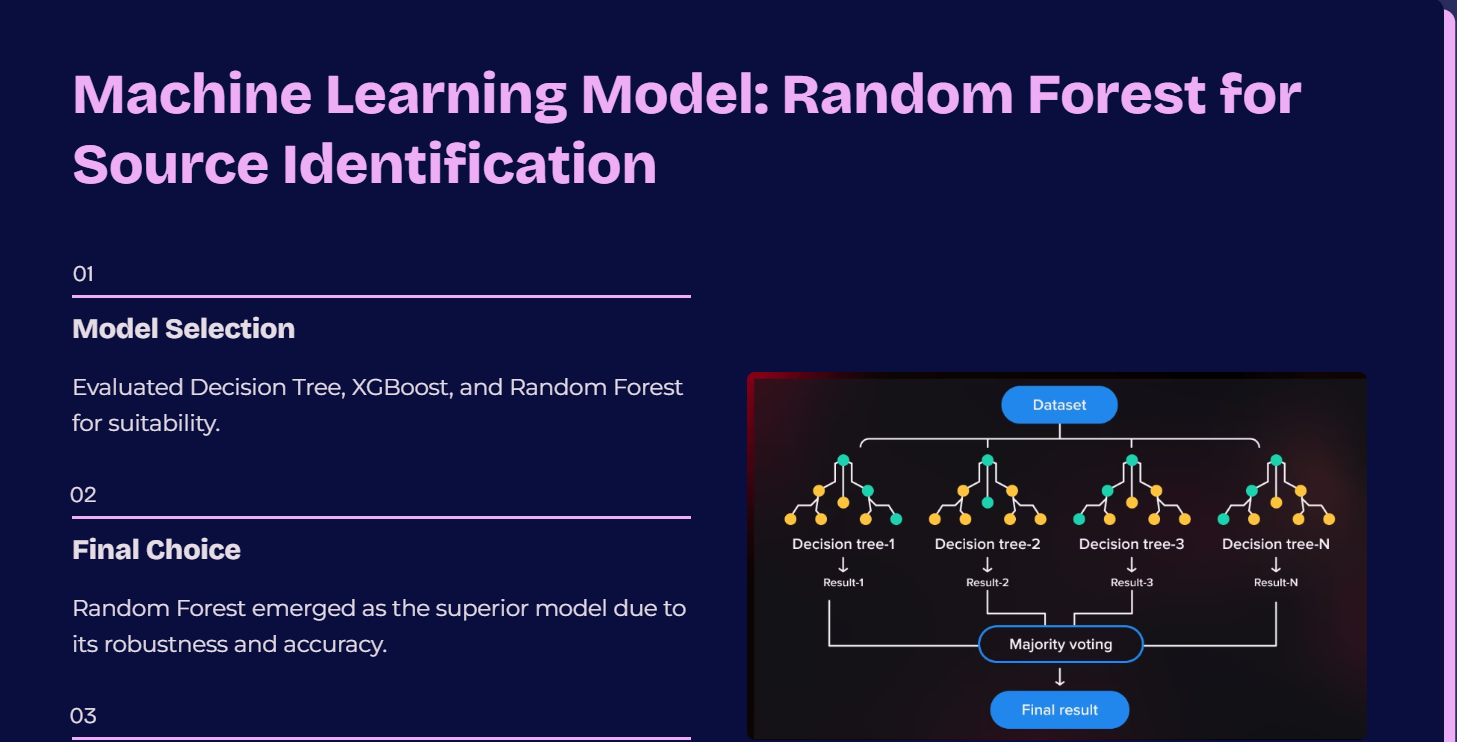 Machine Learning Model: Random Forest for
Source Identification
01
Model Selection
Evaluated Decision Tree, XGBoost, and Random Forest
for suitability.
02
Final Choice
Random Forest emerged as the superior model due to
its robustness and accuracy.
03
Dataset
Decision tree-1 Decision tree-2 Decision tree-3 Decision tree-N
Result-1 Result-2 Result-3 Result-N
Majority voting
Final result